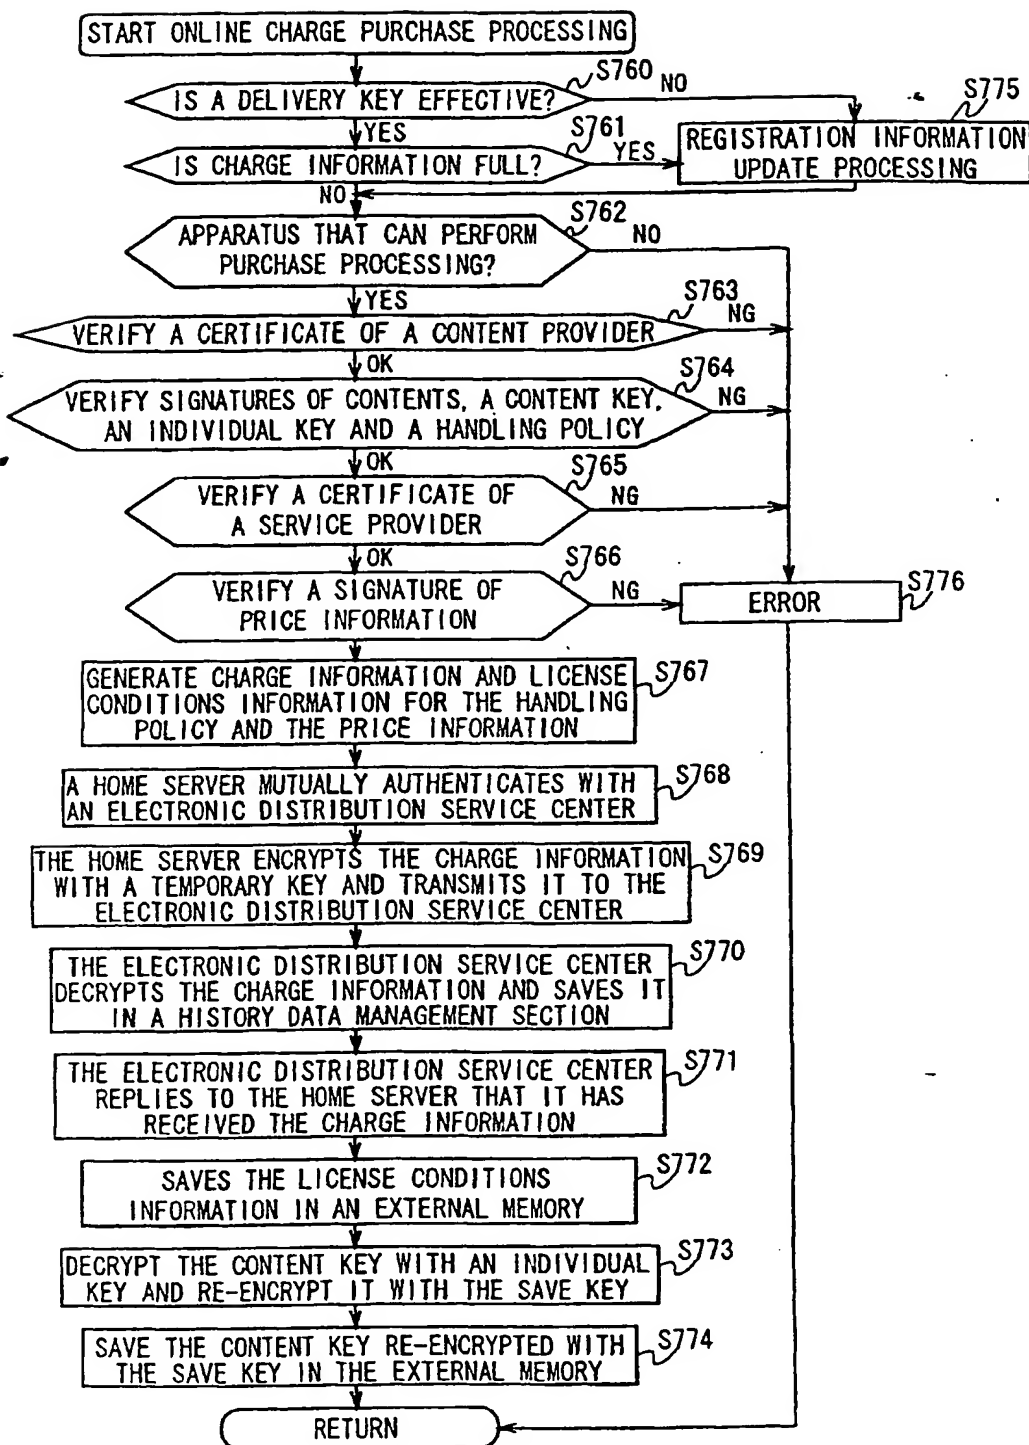 START ONLINE CHARGE PURCHASE PROCESSING
S760
IS A DELIVERY KEY EFFECTIVE?
NO
S775
YES
S761
REGISTRATION INFORMATION
UPDATE PROCESSING
IS CHARGE INFORMATION FULL?
YES
NO
S762
APPARATUS THAT CAN PERFORM
PURCHASE PROCESSING?
NO
YES
S763
VERIFY A CERTIFICATE OF A CONTENT PROVIDER
NG
OK
S764
VERIFY SIGNATURES OF CONTENTS, A CONTENT KEY,
AN INDIVIDUAL KEY AND A HANDLING POLICY
NG
OK
S765
VERIFY A CERTIFICATE OF
A SERVICE PROVIDER
NG
OK
S766
VERIFY A SIGNATURE OF
PRICE INFORMATION
NG
ERROR
S776
GENERATE CHARGE INFORMATION AND LICENSE
CONDITIONS INFORMATION FOR THE HANDLING
POLICY AND THE PRICE INFORMATION
S767
A HOME SERVER MUTUALLY AUTHENTICATES WITH
AN ELECTRONIC DISTRIBUTION SERVICE CENTER
S768
THE HOME SERVER ENCRYPTS THE CHARGE INFORMATION
WITH A TEMPORARY KEY AND TRANSMITS IT TO THE
ELECTRONIC DISTRIBUTION SERVICE CENTER
S769
THE ELECTRONIC DISTRIBUTION SERVICE CENTER
DECRYPTS THE CHARGE INFORMATION AND SAVES IT
IN A HISTORY DATA MANAGEMENT SECTION
S770
THE ELECTRONIC DISTRIBUTION SERVICE CENTER
REPLIES TO THE HOME SERVER THAT IT HAS
RECEIVED THE CHARGE INFORMATION
S771
SAVES THE LICENSE CONDITIONS
INFORMATION IN AN EXTERNAL MEMORY
S772
DECRYPT THE CONTENT KEY WITH AN INDIVIDUAL
KEY AND RE-ENCRYPT IT WITH THE SAVE KEY
S773
SAVE THE CONTENT KEY RE-ENCRYPTED WITH
THE SAVE KEY IN THE EXTERNAL MEMORY
S774
RETURN